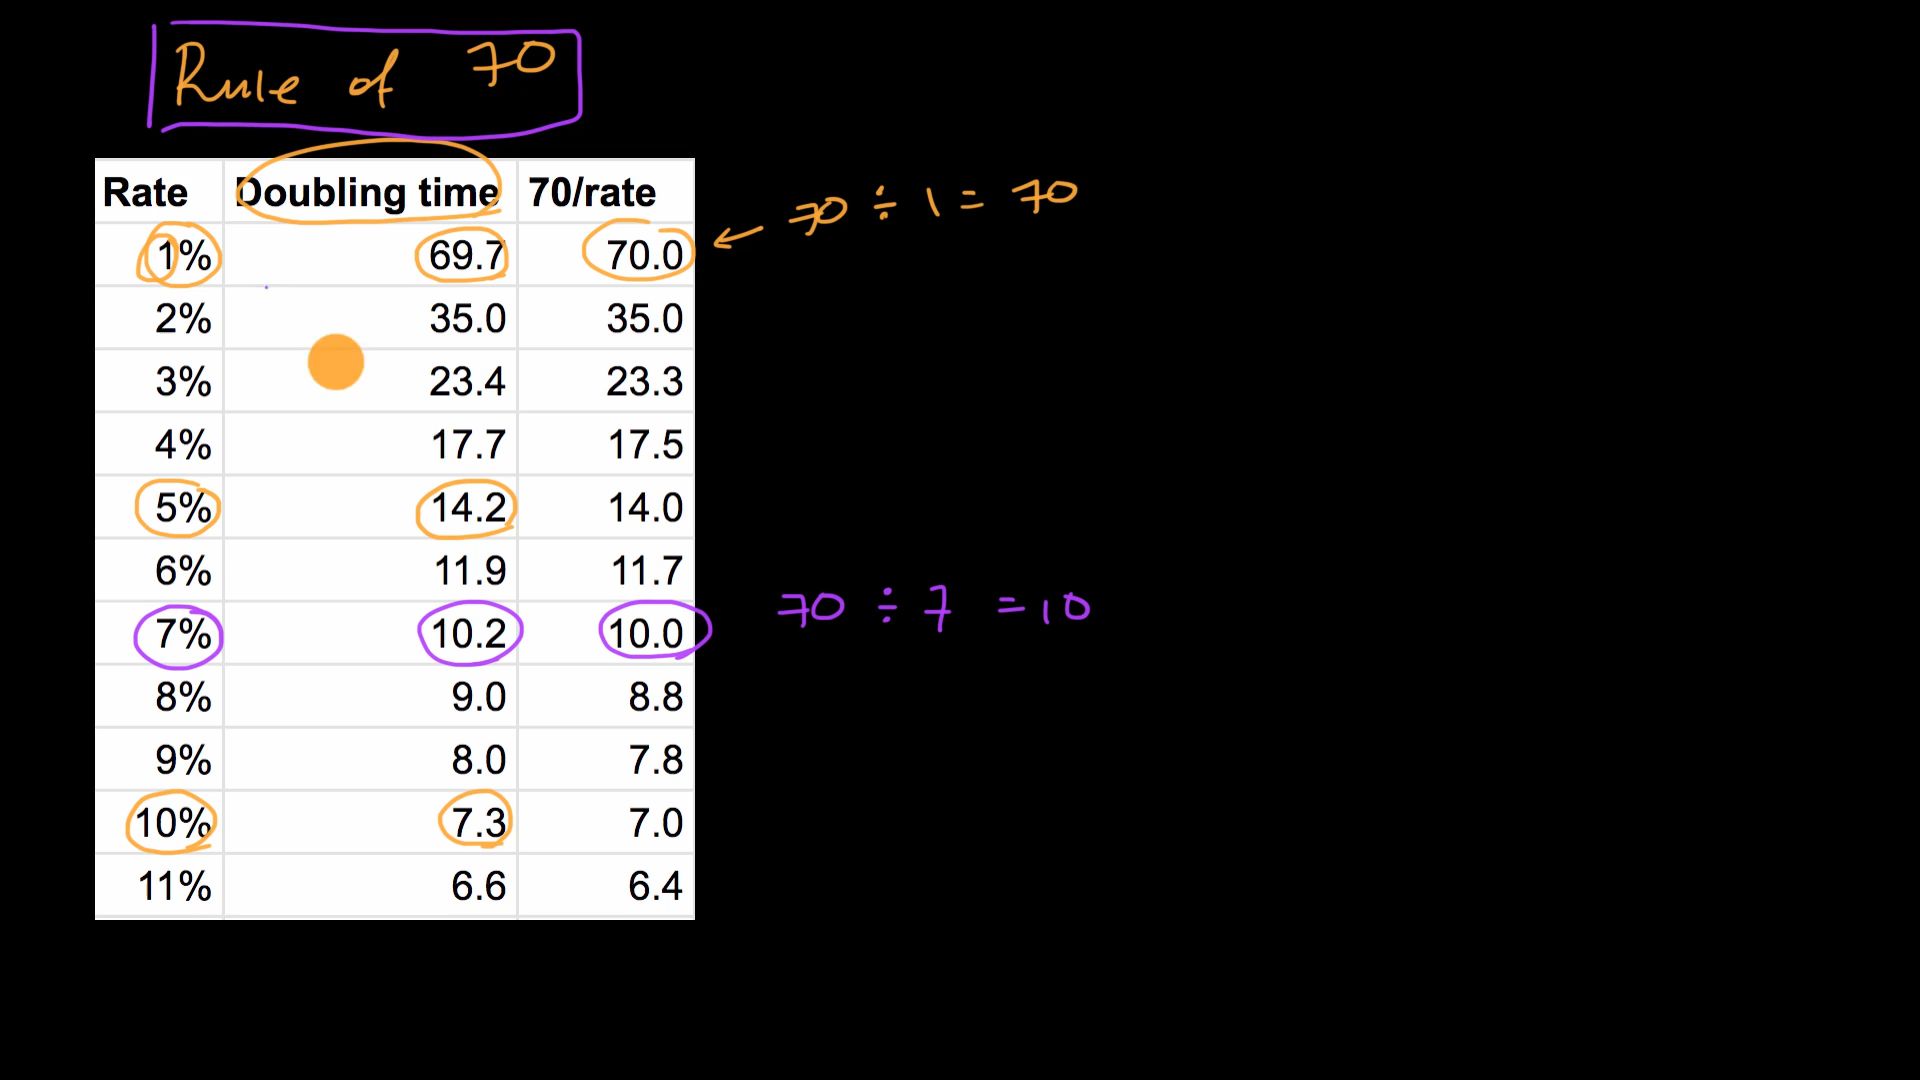 Rule of 70
Rate Doubling time 70/rate
1% 69.7 70.0
70 ÷ 1 = 70
2% 35.0 35.0
3% 23.4 23.3
4% 17.7 17.5
5% 14.2 14.0
6% 11.9 11.7
7% 10.2 10.0
70 ÷ 7 = 10
8% 9.0 8.8
9% 8.0 7.8
10% 7.3 7.0
11% 6.6 6.4